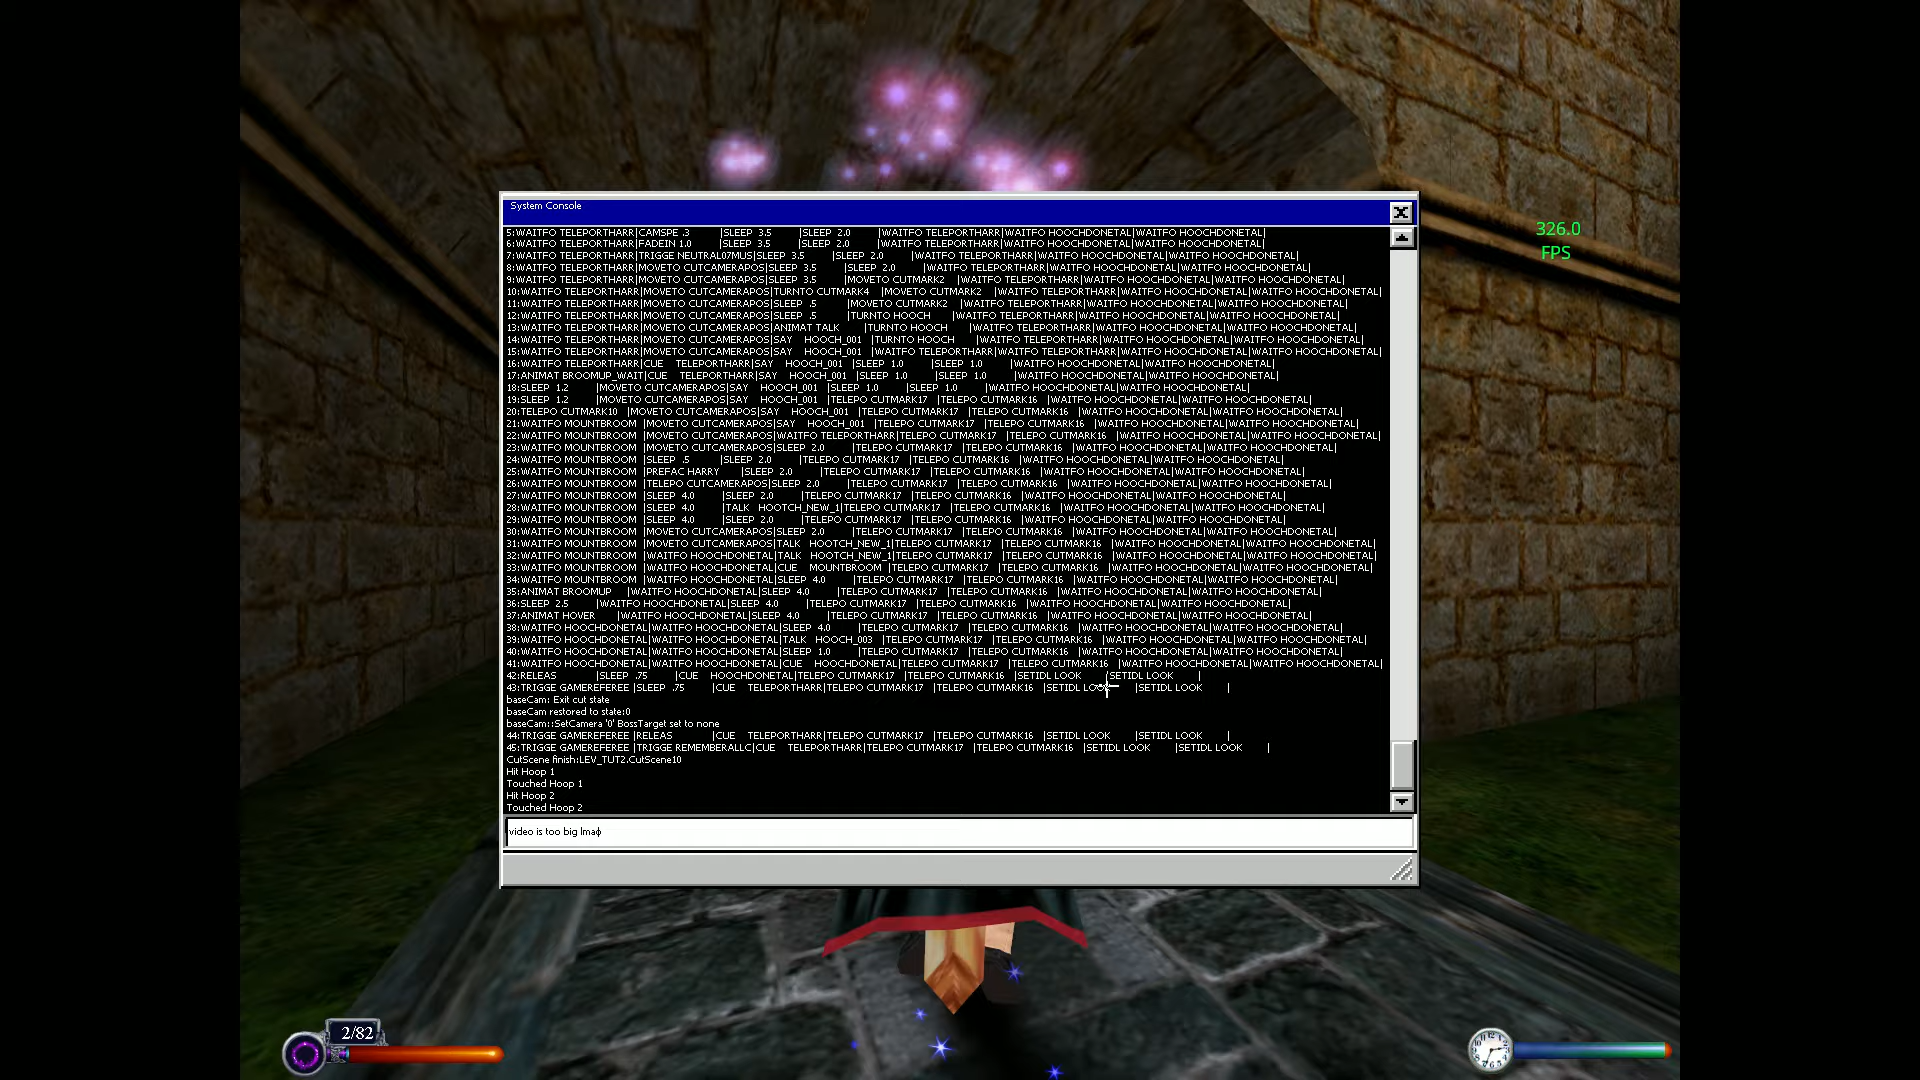 System Console
5:WAITFO TELEPORTHARR|CAMSPE .3 |SLEEP 3.5 |SLEEP 2.0 |WAITFO TELEPORTHARR|WAITFO HOOCHDONETAL|WAITFO HOOCHDONETAL|
6:WAITFO TELEPORTHARR|FADEIN 1.0 |SLEEP 3.5 |SLEEP 2.0 |WAITFO TELEPORTHARR|WAITFO HOOCHDONETAL|WAITFO HOOCHDONETAL|
7:WAITFO TELEPORTHARR|TRIGGE NEUTRAL07MUS|SLEEP 3.5 |SLEEP 2.0 |WAITFO TELEPORTHARR|WAITFO HOOCHDONETAL|WAITFO HOOCHDONETAL|
8:WAITFO TELEPORTHARR|MOVETO CUTCAMERAPOS|SLEEP 3.5 |SLEEP 2.0 |WAITFO TELEPORTHARR|WAITFO HOOCHDONETAL|WAITFO HOOCHDONETAL|
9:WAITFO TELEPORTHARR|MOVETO CUTCAMERAPOS|SLEEP 3.5 |MOVETO CUTMARK2 |WAITFO TELEPORTHARR|WAITFO HOOCHDONETAL|WAITFO HOOCHDONETAL|
10:WAITFO TELEPORTHARR|MOVETO CUTCAMERAPOS|TURNTO CUTMARK4 |MOVETO CUTMARK2 |WAITFO TELEPORTHARR|WAITFO HOOCHDONETAL|WAITFO HOOCHDONETAL|
11:WAITFO TELEPORTHARR|MOVETO CUTCAMERAPOS|SLEEP .5 |MOVETO CUTMARK2 |WAITFO TELEPORTHARR|WAITFO HOOCHDONETAL|WAITFO HOOCHDONETAL|
12:WAITFO TELEPORTHARR|MOVETO CUTCAMERAPOS|SLEEP .5 |TURNTO HOOCH |WAITFO TELEPORTHARR|WAITFO HOOCHDONETAL|WAITFO HOOCHDONETAL|
13:WAITFO TELEPORTHARR|MOVETO CUTCAMERAPOS|ANIMAT TALK |TURNTO HOOCH |WAITFO TELEPORTHARR|WAITFO HOOCHDONETAL|WAITFO HOOCHDONETAL|
14:WAITFO TELEPORTHARR|MOVETO CUTCAMERAPOS|SAY HOOCH_001 |TURNTO HOOCH |WAITFO TELEPORTHARR|WAITFO HOOCHDONETAL|WAITFO HOOCHDONETAL|
15:WAITFO TELEPORTHARR|MOVETO CUTCAMERAPOS|SAY HOOCH_001 |WAITFO TELEPORTHARR|WAITFO TELEPORTHARR|WAITFO HOOCHDONETAL|WAITFO HOOCHDONETAL|
16:WAITFO TELEPORTHARR|CUE TELEPORTHARR|SAY HOOCH_001 |SLEEP 1.0 |SLEEP 1.0 |WAITFO HOOCHDONETAL|WAITFO HOOCHDONETAL|
17:ANIMAT BROOMUP_WAIT|CUE TELEPORTHARR|SAY HOOCH_001 |SLEEP 1.0 |SLEEP 1.0 |WAITFO HOOCHDONETAL|WAITFO HOOCHDONETAL|
18:SLEEP 1.2 |MOVETO CUTCAMERAPOS|SAY HOOCH_001 |SLEEP 1.0 |SLEEP 1.0 |WAITFO HOOCHDONETAL|WAITFO HOOCHDONETAL|
19:SLEEP 1.2 |MOVETO CUTCAMERAPOS|SAY HOOCH_001 |TELEPO CUTMARK17 |TELEPO CUTMARK16 |WAITFO HOOCHDONETAL|WAITFO HOOCHDONETAL|
20:TELEPO CUTMARK10 |MOVETO CUTCAMERAPOS|SAY HOOCH_001 |TELEPO CUTMARK17 |TELEPO CUTMARK16 |WAITFO HOOCHDONETAL|WAITFO HOOCHDONETAL|
21:WAITFO MOUNTBROOM |MOVETO CUTCAMERAPOS|SAY HOOCH_001 |TELEPO CUTMARK17 |TELEPO CUTMARK16 |WAITFO HOOCHDONETAL|WAITFO HOOCHDONETAL|
22:WAITFO MOUNTBROOM |MOVETO CUTCAMERAPOS|WAITFO TELEPORTHARR|TELEPO CUTMARK17 |TELEPO CUTMARK16 |WAITFO HOOCHDONETAL|WAITFO HOOCHDONETAL|
23:WAITFO MOUNTBROOM |MOVETO CUTCAMERAPOS|SLEEP 2.0 |TELEPO CUTMARK17 |TELEPO CUTMARK16 |WAITFO HOOCHDONETAL|WAITFO HOOCHDONETAL|
24:WAITFO MOUNTBROOM |SLEEP .5 |SLEEP 2.0 |TELEPO CUTMARK17 |TELEPO CUTMARK16 |WAITFO HOOCHDONETAL|WAITFO HOOCHDONETAL|
25:WAITFO MOUNTBROOM |PREFAC HARRY |SLEEP 2.0 |TELEPO CUTMARK17 |TELEPO CUTMARK16 |WAITFO HOOCHDONETAL|WAITFO HOOCHDONETAL|
26:WAITFO MOUNTBROOM |TELEPO CUTCAMERAPOS|SLEEP 2.0 |TELEPO CUTMARK17 |TELEPO CUTMARK16 |WAITFO HOOCHDONETAL|WAITFO HOOCHDONETAL|
27:WAITFO MOUNTBROOM |SLEEP 4.0 |SLEEP 2.0 |TELEPO CUTMARK17 |TELEPO CUTMARK16 |WAITFO HOOCHDONETAL|WAITFO HOOCHDONETAL|
28:WAITFO MOUNTBROOM |SLEEP 4.0 |TALK HOOTCH_NEW_1|TELEPO CUTMARK17 |TELEPO CUTMARK16 |WAITFO HOOCHDONETAL|WAITFO HOOCHDONETAL|
29:WAITFO MOUNTBROOM |SLEEP 4.0 |SLEEP 2.0 |TELEPO CUTMARK17 |TELEPO CUTMARK16 |WAITFO HOOCHDONETAL|WAITFO HOOCHDONETAL|
30:WAITFO MOUNTBROOM |MOVETO CUTCAMERAPOS|SLEEP 2.0 |TELEPO CUTMARK17 |TELEPO CUTMARK16 |WAITFO HOOCHDONETAL|WAITFO HOOCHDONETAL|
31:WAITFO MOUNTBROOM |MOVETO CUTCAMERAPOS|TALK HOOTCH_NEW_1|TELEPO CUTMARK17 |TELEPO CUTMARK16 |WAITFO HOOCHDONETAL|WAITFO HOOCHDONETAL|
32:WAITFO MOUNTBROOM |WAITFO HOOCHDONETAL|TALK HOOTCH_NEW_1|TELEPO CUTMARK17 |TELEPO CUTMARK16 |WAITFO HOOCHDONETAL|WAITFO HOOCHDONETAL|
33:WAITFO MOUNTBROOM |WAITFO HOOCHDONETAL|CUE MOUNTBROOM |TELEPO CUTMARK17 |TELEPO CUTMARK16 |WAITFO HOOCHDONETAL|WAITFO HOOCHDONETAL|
34:WAITFO MOUNTBROOM |WAITFO HOOCHDONETAL|SLEEP 4.0 |TELEPO CUTMARK17 |TELEPO CUTMARK16 |WAITFO HOOCHDONETAL|WAITFO HOOCHDONETAL|
35:ANIMAT BROOMUP |WAITFO HOOCHDONETAL|SLEEP 4.0 |TELEPO CUTMARK17 |TELEPO CUTMARK16 |WAITFO HOOCHDONETAL|WAITFO HOOCHDONETAL|
36:SLEEP 2.5 |WAITFO HOOCHDONETAL|SLEEP 4.0 |TELEPO CUTMARK17 |TELEPO CUTMARK16 |WAITFO HOOCHDONETAL|WAITFO HOOCHDONETAL|
37:ANIMAT HOVER |WAITFO HOOCHDONETAL|SLEEP 4.0 |TELEPO CUTMARK17 |TELEPO CUTMARK16 |WAITFO HOOCHDONETAL|WAITFO HOOCHDONETAL|
38:WAITFO HOOCHDONETAL|WAITFO HOOCHDONETAL|SLEEP 4.0 |TELEPO CUTMARK17 |TELEPO CUTMARK16 |WAITFO HOOCHDONETAL|WAITFO HOOCHDONETAL|
39:WAITFO HOOCHDONETAL|WAITFO HOOCHDONETAL|TALK HOOCH_003 |TELEPO CUTMARK17 |TELEPO CUTMARK16 |WAITFO HOOCHDONETAL|WAITFO HOOCHDONETAL|
40:WAITFO HOOCHDONETAL|WAITFO HOOCHDONETAL|SLEEP 1.0 |TELEPO CUTMARK17 |TELEPO CUTMARK16 |WAITFO HOOCHDONETAL|WAITFO HOOCHDONETAL|
41:WAITFO HOOCHDONETAL|WAITFO HOOCHDONETAL|CUE HOOCHDONETAL|TELEPO CUTMARK17 |TELEPO CUTMARK16 |WAITFO HOOCHDONETAL|WAITFO HOOCHDONETAL|
42:RELEAS |SLEEP .75 |CUE HOOCHDONETAL|TELEPO CUTMARK17 |TELEPO CUTMARK16 |SETIDL LOOK |SETIDL LOOK |
43:TRIGGE GAMEREFEREE |SLEEP .75 |CUE TELEPORTHARR|TELEPO CUTMARK17 |TELEPO CUTMARK16 |SETIDL LOOK |SETIDL LOOK |
baseCam: Exit cut state
baseCam restored to state:0
baseCam::SetCamera '0' BossTarget set to none
44:TRIGGE GAMEREFEREE |RELEAS |CUE TELEPORTHARR|TELEPO CUTMARK17 |TELEPO CUTMARK16 |SETIDL LOOK |SETIDL LOOK |
45:TRIGGE GAMEREFEREE |TRIGGE REMEMBERALLC|CUE TELEPORTHARR|TELEPO CUTMARK17 |TELEPO CUTMARK16 |SETIDL LOOK |SETIDL LOOK |
CutScene finish:LEV_TUT2.CutScene10
Hit Hoop 1
Touched Hoop 1
Hit Hoop 2
Touched Hoop 2
video is too big lmao
326.0
FPS
2/82